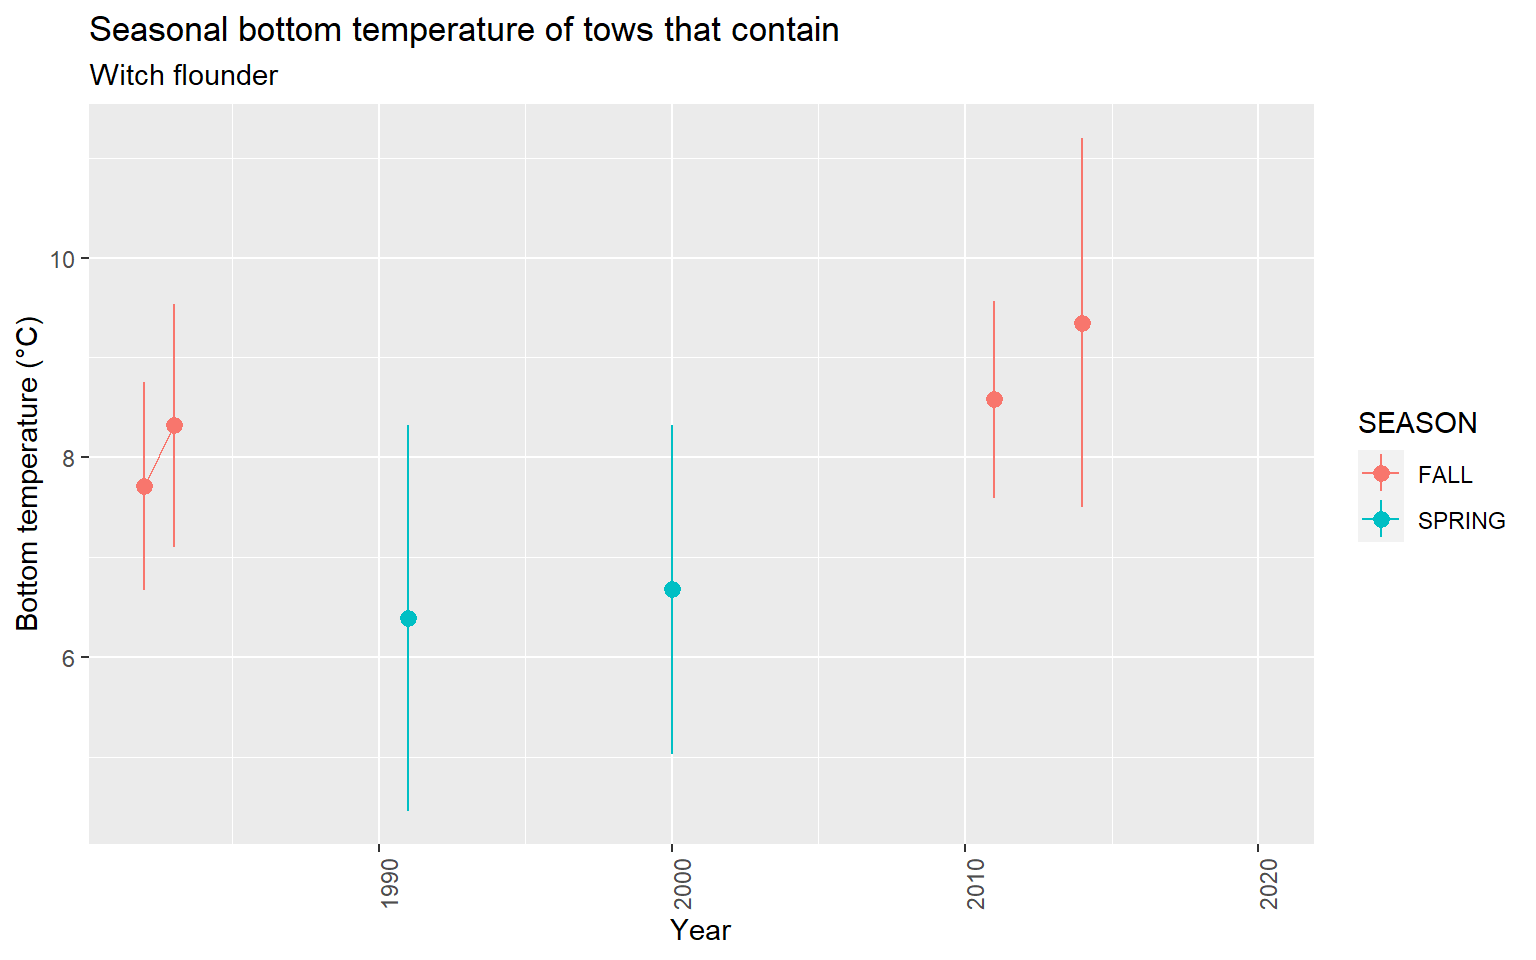 Seasonal bottom temperature of tows that contain
Witch flounder
Bottom temperature (°C)
10
8
6
1990
2000
2010
2020
Year
SEASON
FALL
SPRING